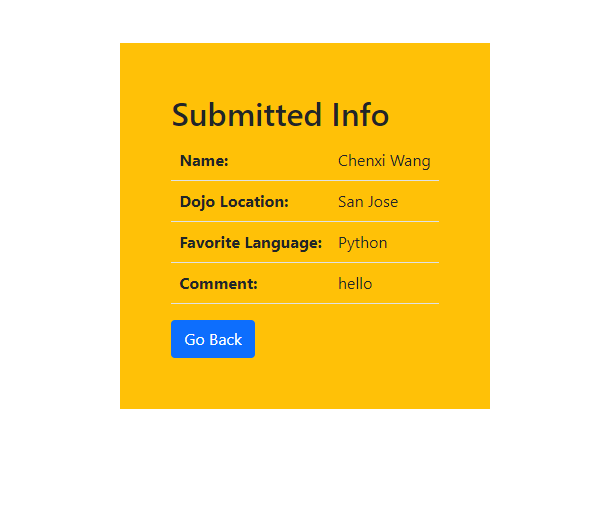 Submitted Info
Name: Chenxi Wang
Dojo Location: San Jose
Favorite Language: Python
Comment: hello
Go Back